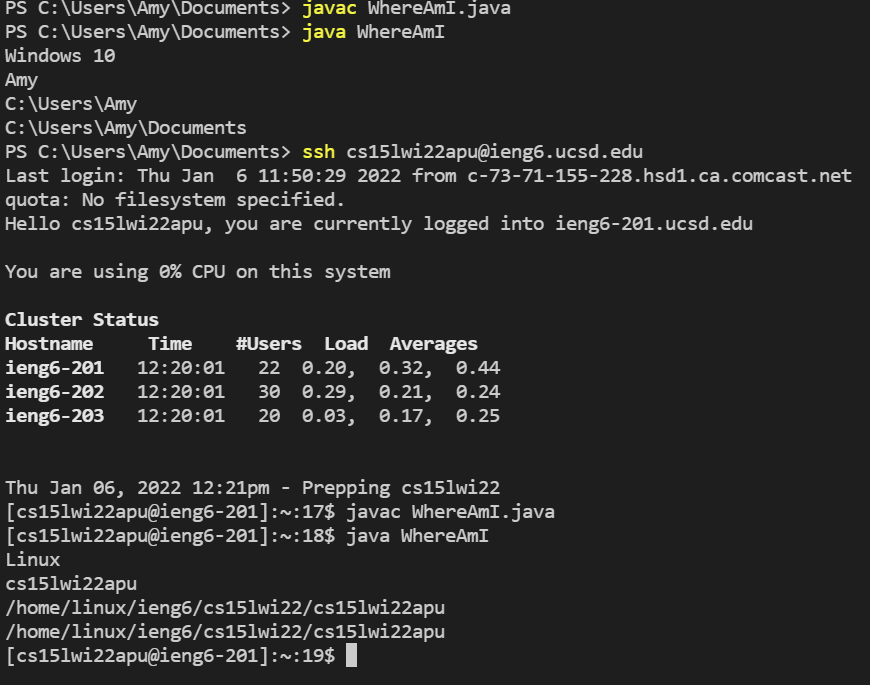 PS C:\Users\Amy\Documents> javac WhereAmI.java
PS C:\Users\Amy\Documents> java WhereAmI
Windows 10
Amy
C:\Users\Amy
C:\Users\Amy\Documents
PS C:\Users\Amy\Documents> ssh cs15lwi22apu@ieng6.ucsd.edu
Last login: Thu Jan  6 11:50:29 2022 from c-73-71-155-228.hsd1.ca.comcast.net
quota: No filesystem specified.
Hello cs15lwi22apu, you are currently logged into ieng6-201.ucsd.edu
You are using 0% CPU on this system
Cluster Status
Hostname     Time    #Users  Load  Averages
ieng6-201   12:20:01   22  0.20,  0.32,  0.44
ieng6-202   12:20:01   30  0.29,  0.21,  0.24
ieng6-203   12:20:01   20  0.03,  0.17,  0.25
Thu Jan 06, 2022 12:21pm - Prepping cs15lwi22
[cs15lwi22apu@ieng6-201]:~:17$ javac WhereAmI.java
[cs15lwi22apu@ieng6-201]:~:18$ java WhereAmI
Linux
cs15lwi22apu
/home/linux/ieng6/cs15lwi22/cs15lwi22apu
/home/linux/ieng6/cs15lwi22/cs15lwi22apu
[cs15lwi22apu@ieng6-201]:~:19$